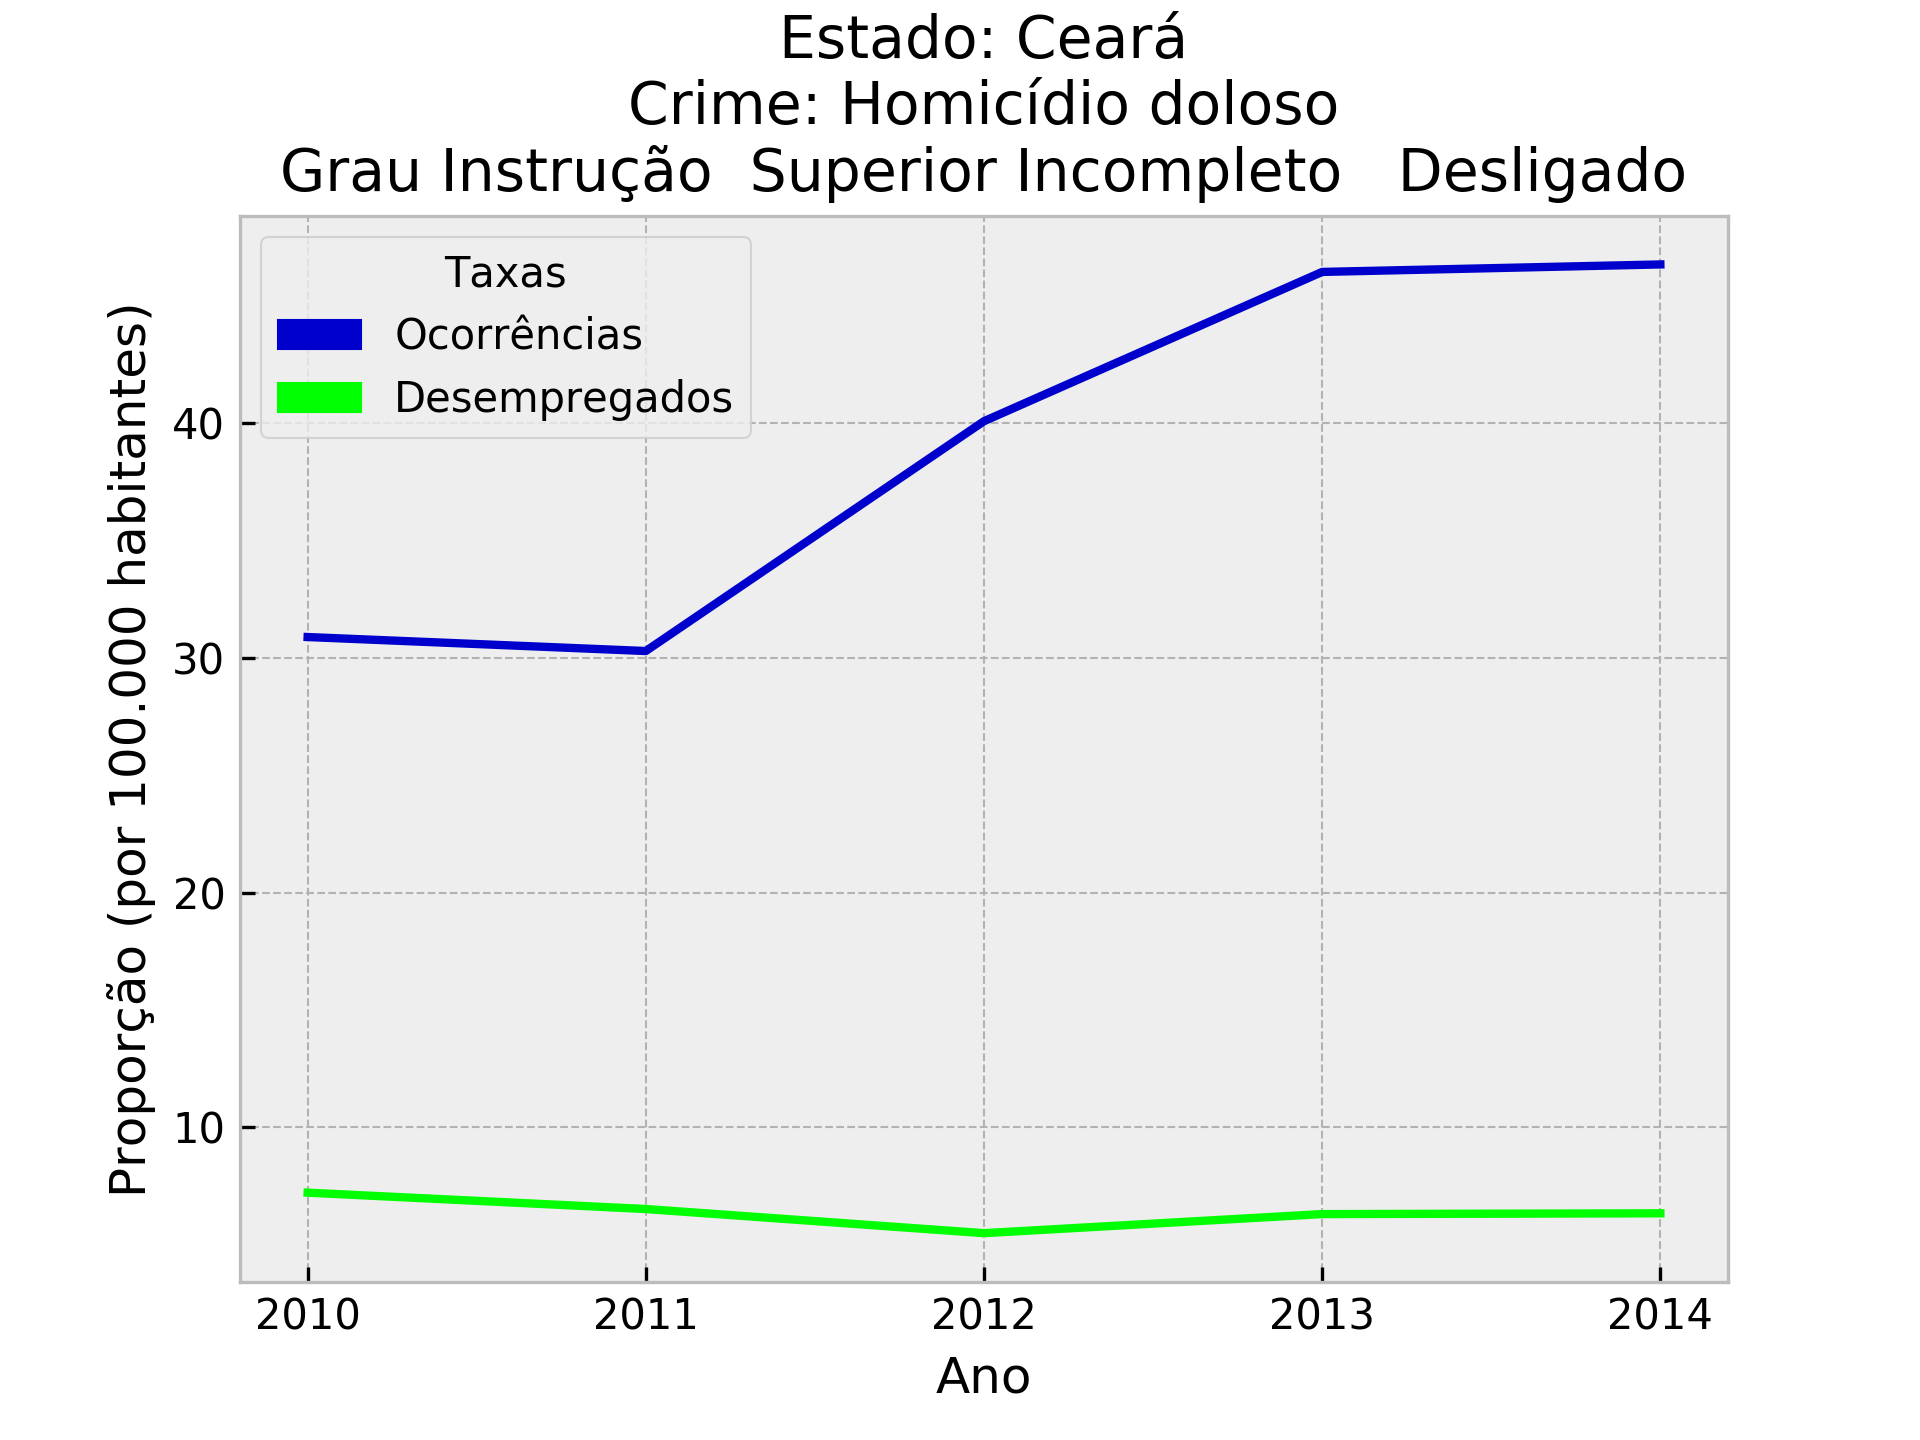 Estado: Ceará
Crime: Homicídio doloso
Grau Instrução  Superior Incompleto   Desligado
Taxas
Ocorrências
Desempregados
Proporção (por 100.000 habitantes)
40
30
20
10
2010 2011 2012 2013 2014
Ano